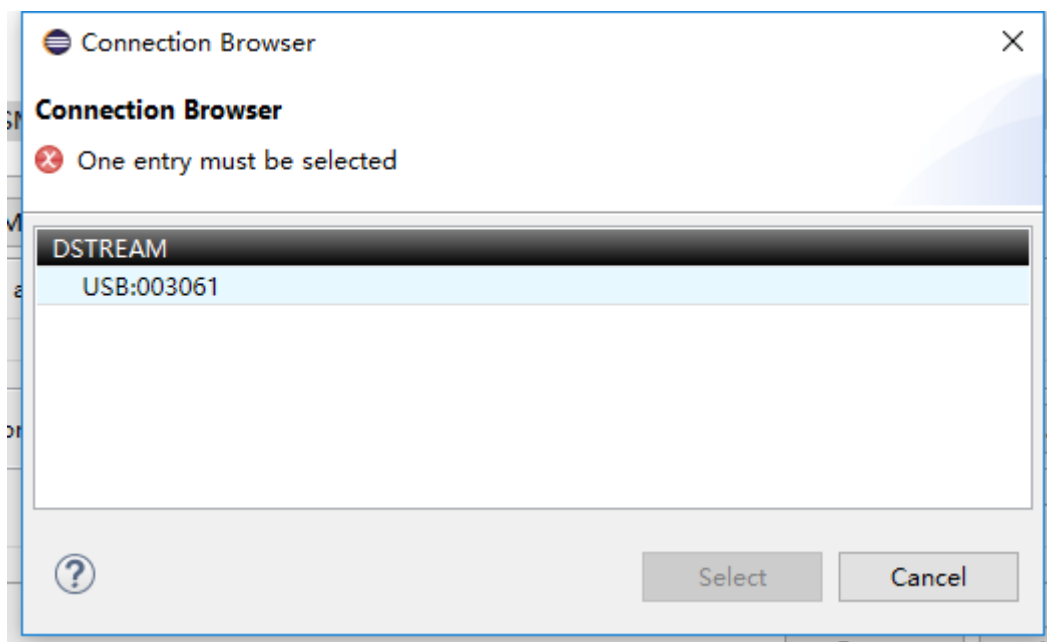 Connection Browser
Connection Browser
One entry must be selected
DSTREAM
USB:003061
Select
Cancel